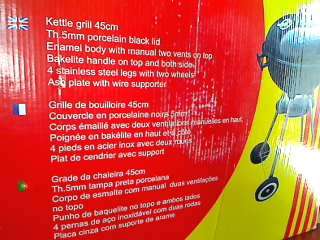 Kettle grill 45cm
Th.5mm porcelain black lid
Enamel body with manual two vents on top
Bakelite handle on top and both side
4 stainless steel legs with two wheels
Ash plate with wire supporter
Grille de bouilloire 45cm
Couvercle en porcelaine noire 5mm
Corps émaillé avec deux ventilations manuelles en haut
Poignée en bakélite en haut et à côté
4 pieds en acier inox avec deux roues
Plat de cendrier avec support
Grade da chaleira 45cm
Th.5mm tampa preta porcelana
Corpo de esmalte com manual duas ventilações
no topo
Punho de baquelite no topo e ambos lados
4 pernas de aço inoxidável com duas rodas
Placa cinza com suporte de arame